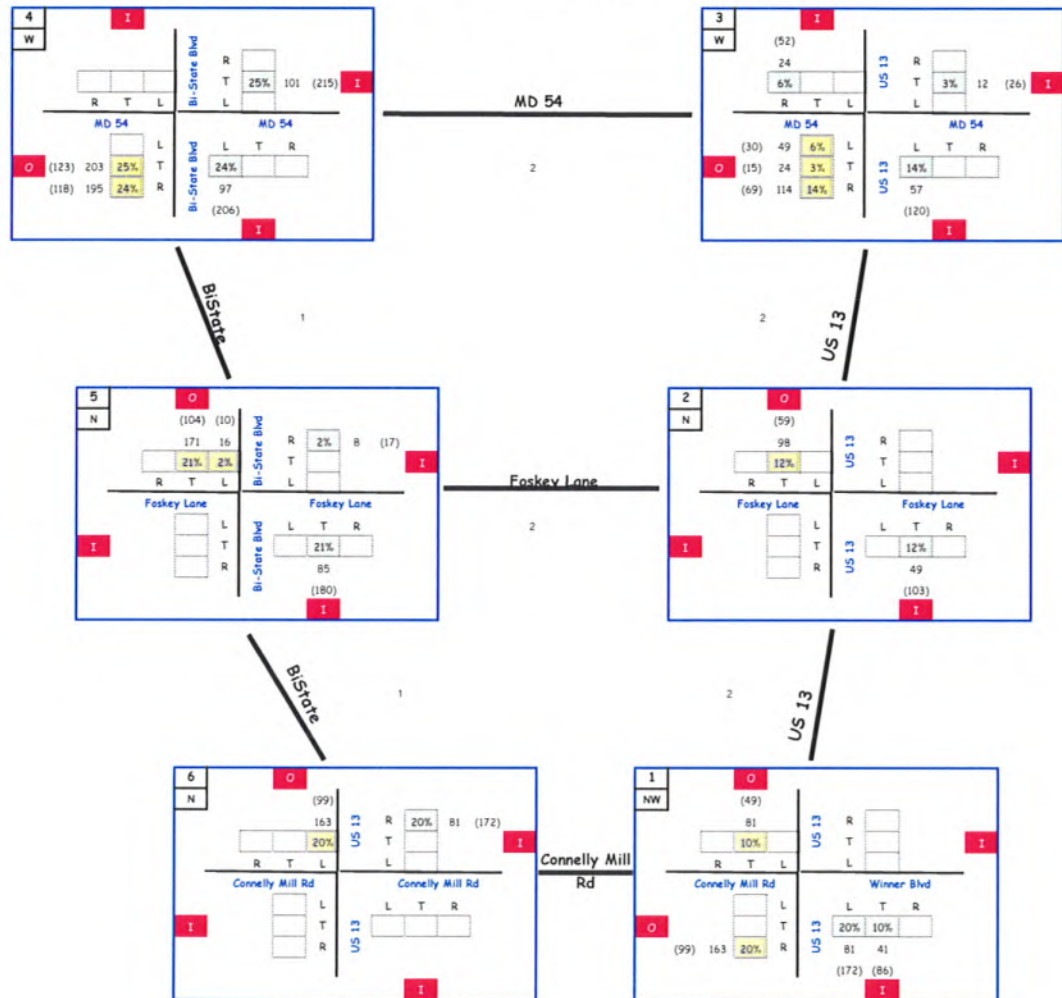 4
W
I
R T L
Bi-State Blvd
R
T 25% 101 (215) I
L
MD 54
MD 54
L
O (123) 203 25% T
(118) 195 24% R
Bi-State Blvd
L T R
24%
97
(206)
I
MD 54
2
3
W
I
(52)
24
6%
R T L
US 13
R
T 3% 12 (26) I
L
MD 54
MD 54
(30) 49 6% L
O (15) 24 3% T
(69) 114 14% R
US 13
L T R
14%
57
(120)
I
BiState
1
2
US 13
5
N
O
(104) (10)
171 16
21% 2%
R T L
Bi-State Blvd
R 2% 8 (17)
T
I
L
Foskey Lane
Foskey Lane
L
I
T
R
Bi-State Blvd
L T R
21%
85
(180)
I
Foskey Lane
2
2
N
O
(59)
98
12%
R T L
US 13
R
T
I
L
Foskey Lane
Foskey Lane
L
I
T
R
US 13
L T R
12%
49
(103)
I
BiState
1
2
US 13
6
N
O
(99)
163
20%
R T L
US 13
R 20% 81 (172)
T
I
L
Connelly Mill Rd
Connelly Mill Rd
L
I
T
R
US 13
L T R
I
Connelly Mill
Rd
1
NW
O
(49)
81
10%
R T L
US 13
R
T
I
L
Connelly Mill Rd
Winner Blvd
L
O
T
(99) 163 20% R
US 13
L T R
20% 10%
81 41
(172) (86)
I